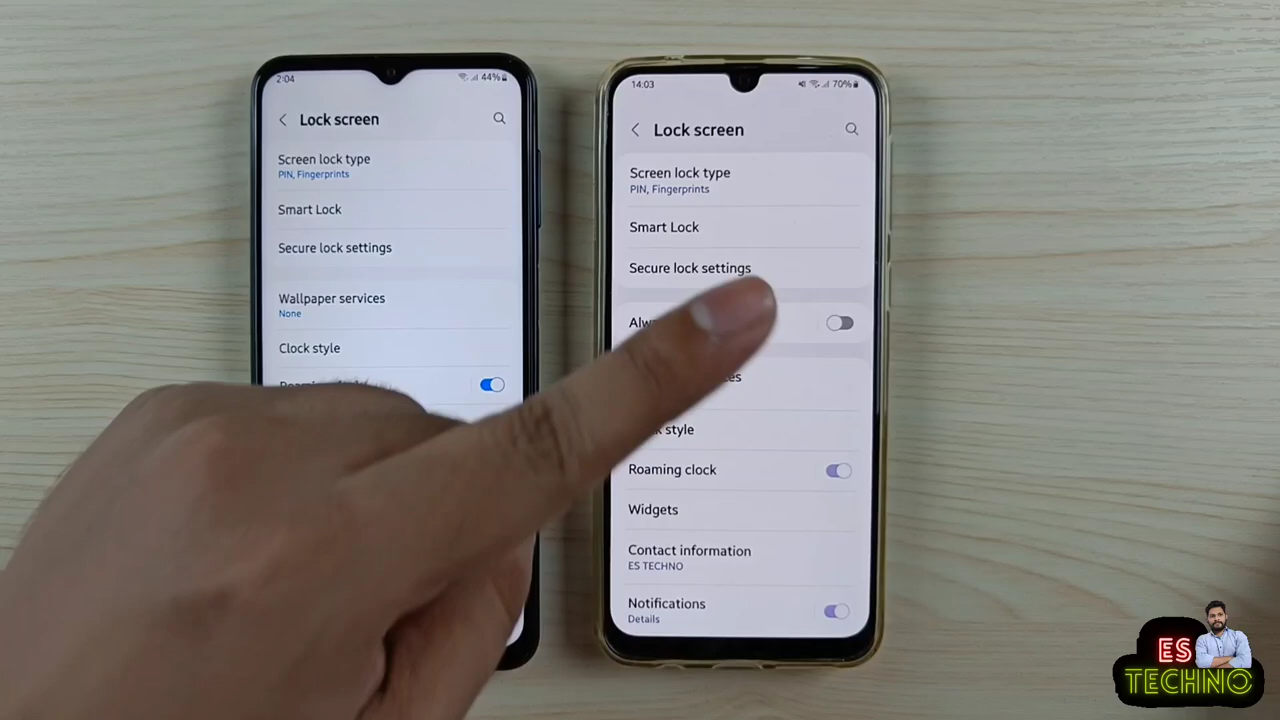 2:04
44%
Lock screen
Screen lock type
PIN, Fingerprints
Smart Lock
Secure lock settings
Wallpaper services
None
Clock style
14:03
70%
Lock screen
Screen lock type
PIN, Fingerprints
Smart Lock
Secure lock settings
style
Roaming clock
Widgets
Contact information
ES TECHNO
Notifications
Details
ES
TECHNO